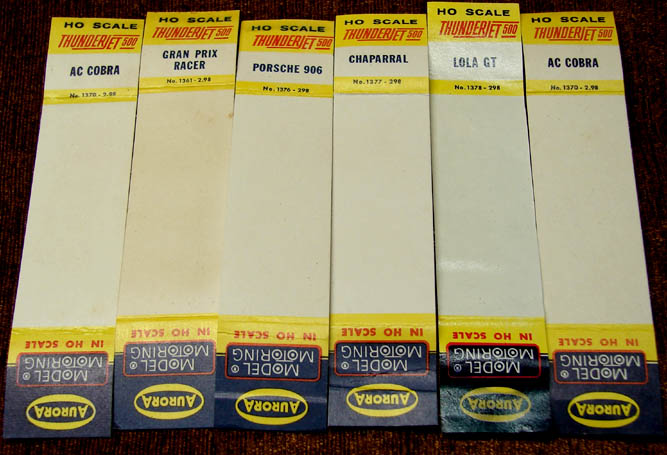 HO SCALE
THUNDERJET 500
AC COBRA
No. 1370 - 2.98
IN HO SCALE
MODEL
MOTORING®
AURORA
HO SCALE
THUNDERJET 500
GRAN PRIX
RACER
No. 1361 - 2.98
IN HO SCALE
MODEL
MOTORING®
AURORA
HO SCALE
THUNDERJET 500
PORSCHE 906
No. 1376 - 298
IN HO SCALE
MODEL
MOTORING®
AURORA
HO SCALE
THUNDERJET 500
CHAPARRAL
No. 1377 - 298
IN HO SCALE
MODEL
MOTORING®
AURORA
HO SCALE
THUNDERJET 500
LOLA GT
No. 1378 - 298
IN HO SCALE
MODEL
MOTORING®
AURORA
HO SCALE
THUNDERJET 500
AC COBRA
No. 1370 - 2.98
IN HO SCALE
MODEL
MOTORING®
AURORA